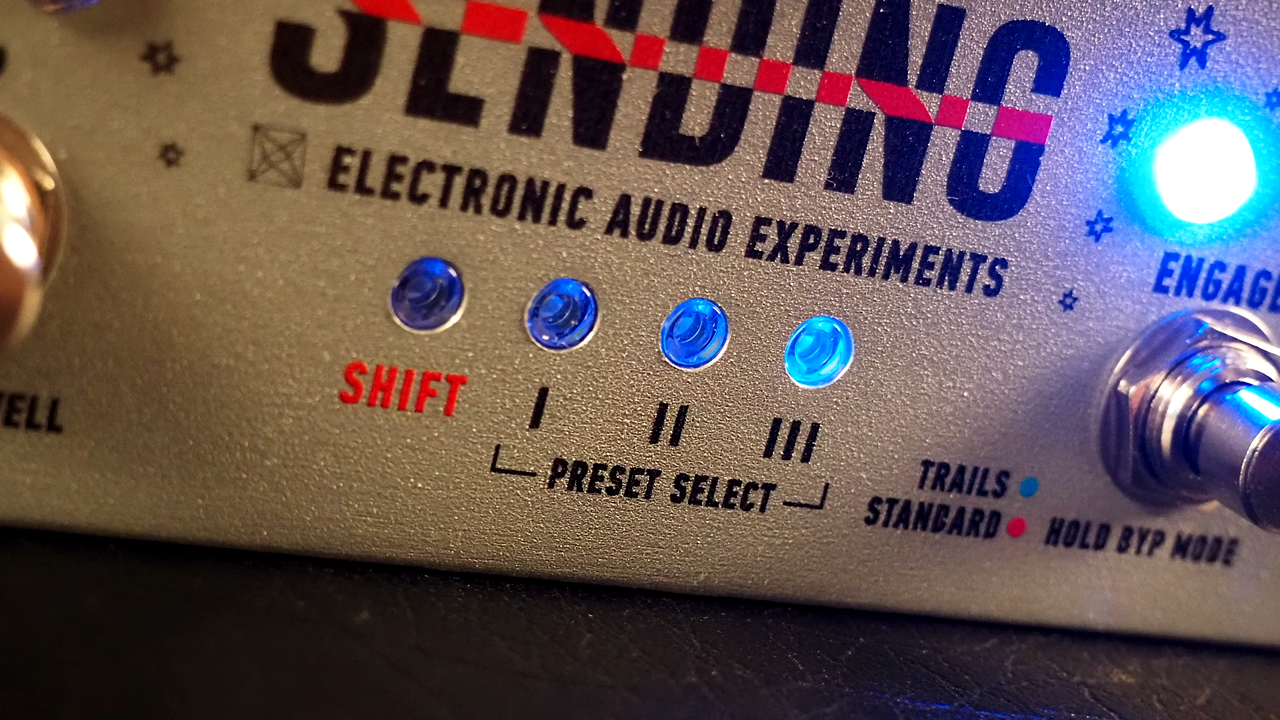 SENDING
ELECTRONIC AUDIO EXPERIMENTS
ENGAGE
SHIFT
I II III
PRESET SELECT
TRAILS
STANDARD HOLD BYP MODE